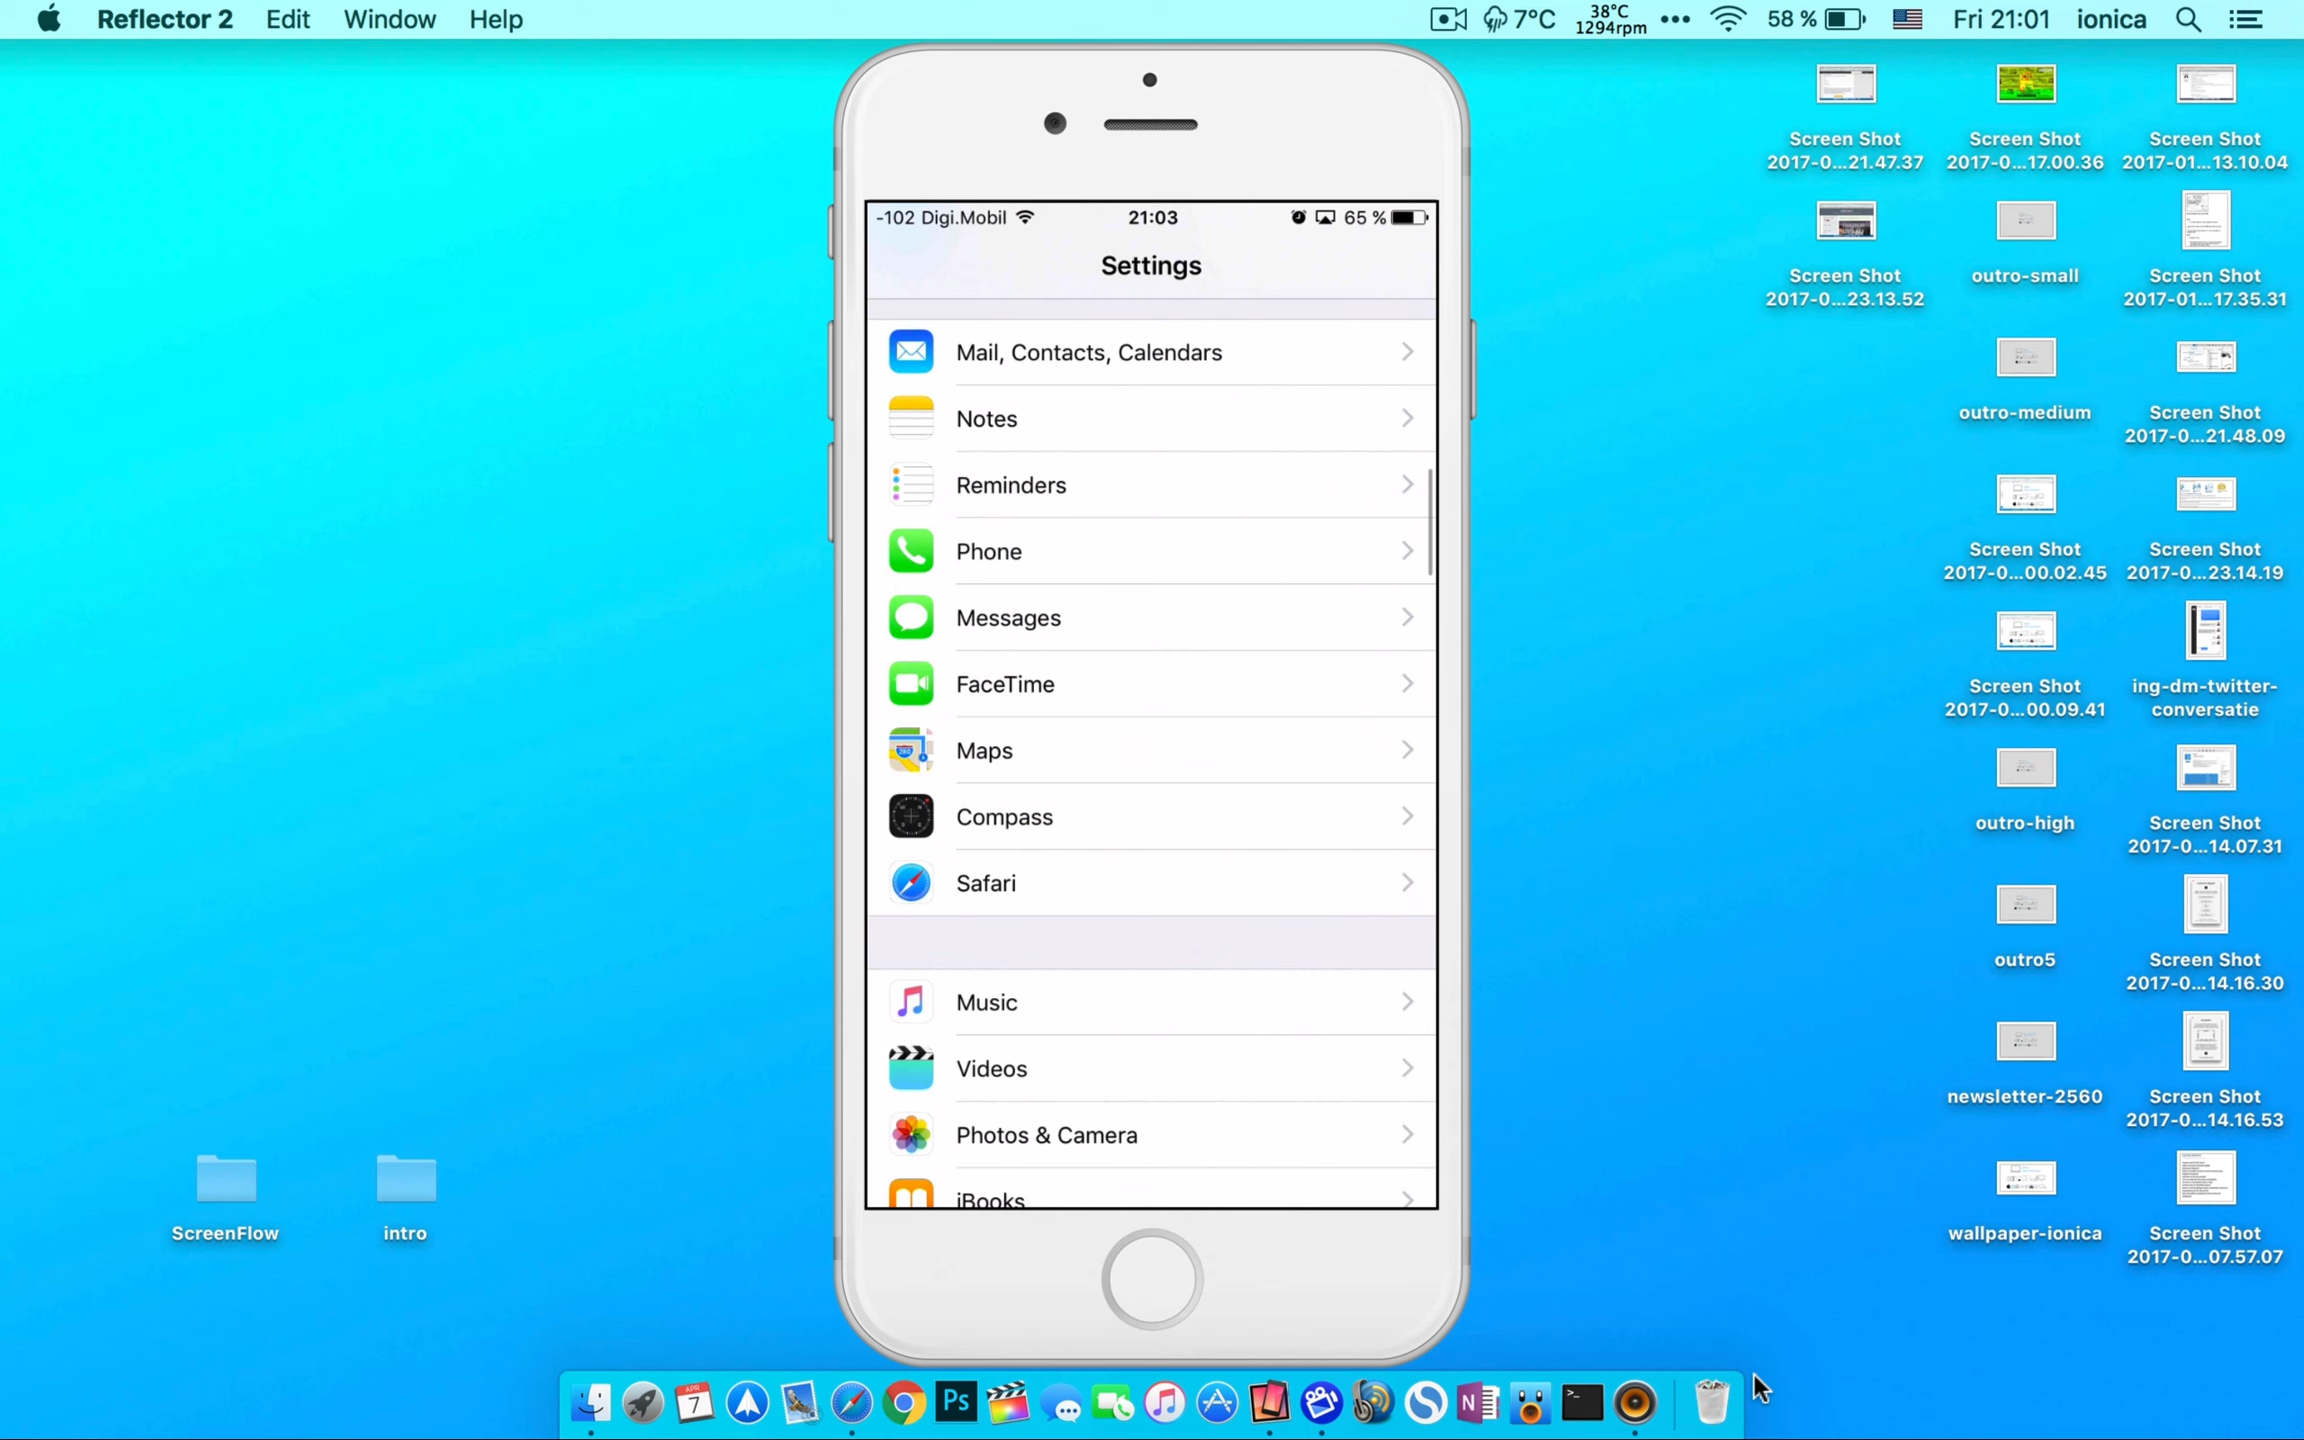 Reflector 2 Edit Window Help
7°C 38°C 58 % Fri 21:01 ionica
1294rpm
-102 Digi.Mobil 21:03 65 %
Settings
Mail, Contacts, Calendars
Notes
Reminders
Phone
Messages
FaceTime
Maps
Compass
Safari
Music
Videos
Photos & Camera
iBooks
ScreenFlow
intro
Screen Shot
2017-0...21.47.37
Screen Shot
2017-0...23.13.52
Screen Shot
2017-0...17.00.36
outro-small
outro-medium
Screen Shot
2017-0...00.02.45
Screen Shot
2017-0...00.09.41
outro-high
outro5
newsletter-2560
wallpaper-ionica
Screen Shot
2017-01...13.10.04
Screen Shot
2017-01...17.35.31
Screen Shot
2017-0...21.48.09
Screen Shot
2017-0...23.14.19
ing-dm-twitter-
conversatie
Screen Shot
2017-0...14.07.31
Screen Shot
2017-0...14.16.30
Screen Shot
2017-0...14.16.53
Screen Shot
2017-0...07.57.07
APR
7
Ps
N
280